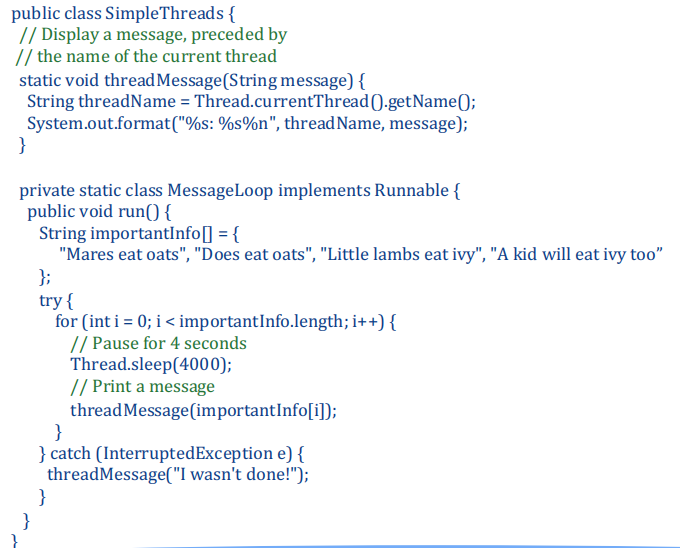 public class SimpleThreads {
// Display a message, preceded by
// the name of the current thread
static void threadMessage(String message) {
String threadName = Thread.currentThread().getName();
System.out.format("%s: %s%n", threadName, message);
}
private static class MessageLoop implements Runnable {
public void run() {
String importantInfo[] = {
"Mares eat oats", "Does eat oats", "Little lambs eat ivy", "A kid will eat ivy too”
};
try {
for (int i = 0; i < importantInfo.length; i++) {
// Pause for 4 seconds
Thread.sleep(4000);
// Print a message
threadMessage(importantInfo[i]);
}
} catch (InterruptedException e) {
threadMessage("I wasn't done!");
}
}
}